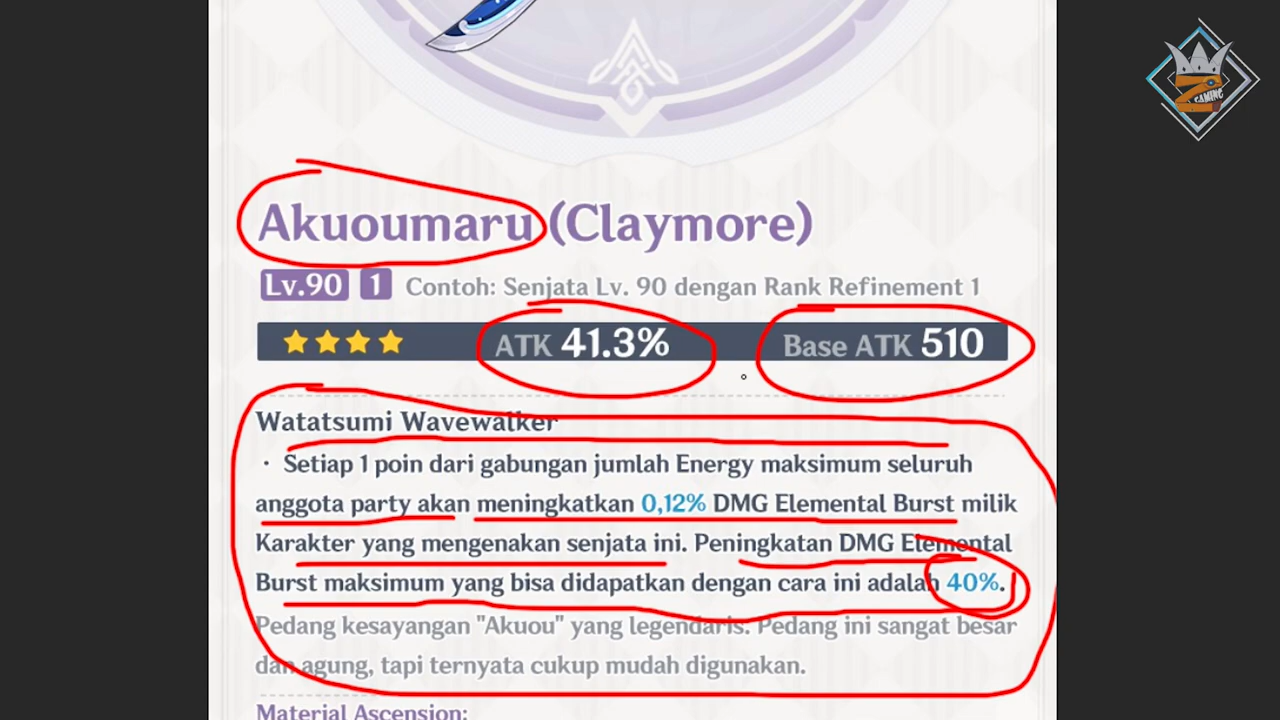 GAMING
Akuoumaru (Claymore)
Lv.90 1 Contoh: Senjata Lv. 90 dengan Rank Refinement 1
ATK 41.3% Base ATK 510
Watatsumi Wavewalker
· Setiap 1 poin dari gabungan jumlah Energy maksimum seluruh
anggota party akan meningkatkan 0,12% DMG Elemental Burst milik
Karakter yang mengenakan senjata ini. Peningkatan DMG Elemental
Burst maksimum yang bisa didapatkan dengan cara ini adalah 40%.
Pedang kesayangan "Akuou" yang legendaris. Pedang ini sangat besar
dan agung, tapi ternyata cukup mudah digunakan.
Material Ascension: